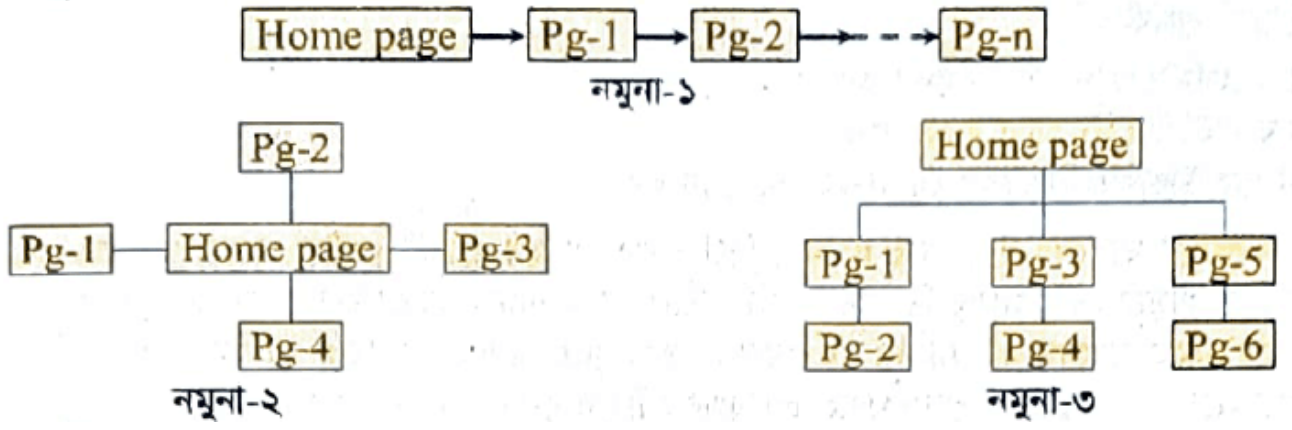 Home page Pg-1 Pg-2 Pg-n
নমুনা-১
Pg-2
Pg-1 Home page Pg-3
Pg-4
নমুনা-২
Home page
Pg-1 Pg-3 Pg-5
Pg-2 Pg-4 Pg-6
নমুনা-৩